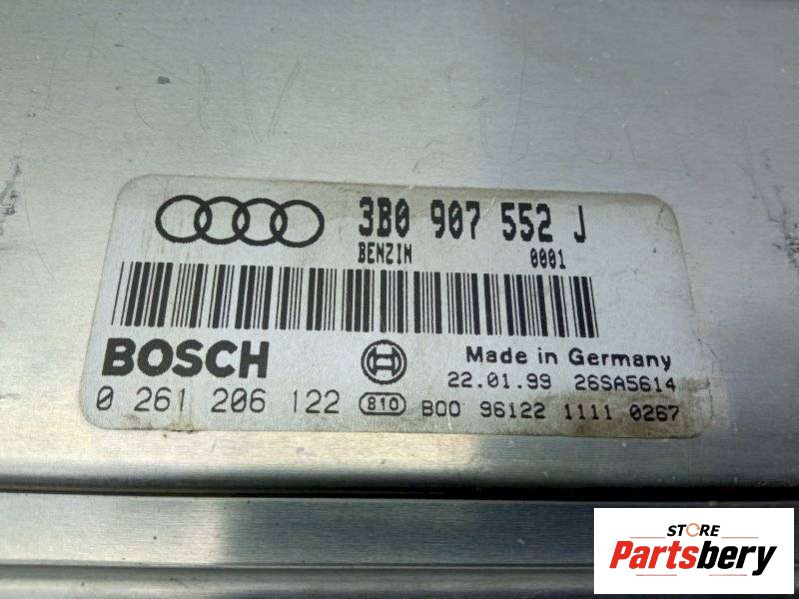 3B0 907 552 J
BENZIN 0001
BOSCH
Made in Germany
22.01.99 26SA5614
0 261 206 122 810 B00 96122 1111 0267
STORE
Partsbery